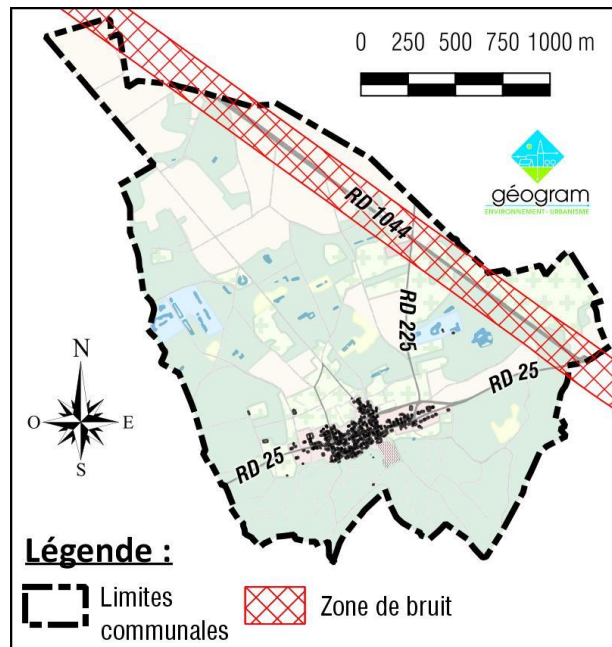 0 250 500 750 1000 m
géogram
ENVIRONNEMENT - URBANISME
RD 1044
RD 225
RD 25
RD 25
N
O E
S
Légende :
Limites
communales
Zone de bruit